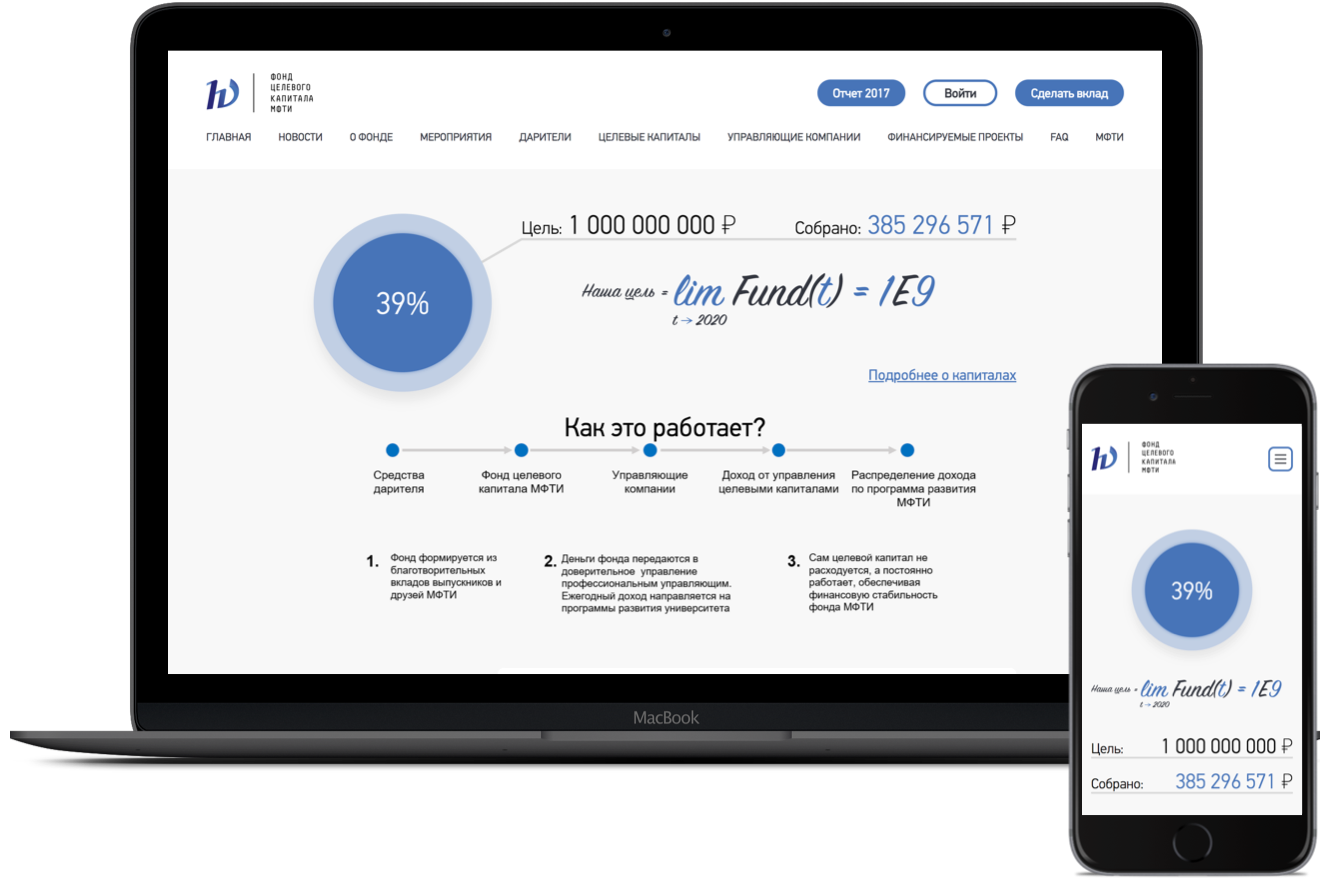 ФОНД
ЦЕЛЕВОГО
КАПИТАЛА
МФТИ
Отчет 2017
Войти
Сделать вклад
ГЛАВНАЯ НОВОСТИ О ФОНДЕ МЕРОПРИЯТИЯ ДАРИТЕЛИ ЦЕЛЕВЫЕ КАПИТАЛЫ УПРАВЛЯЮЩИЕ КОМПАНИИ ФИНАНСИРУЕМЫЕ ПРОЕКТЫ FAQ МФТИ
39%
Цель: 1 000 000 000 ₽ Собрано: 385 296 571 ₽
Наша цель = lim Fund(t) = 1E9
t → 2020
Подробнее о капиталах
Как это работает?
Средства
дарителя
Фонд целевого
капитала МФТИ
Управляющие
компании
Доход от управления
целевыми капиталами
Распределение дохода
по программа развития
МФТИ
1. Фонд формируется из
благотворительных
вкладов выпускников и
друзей МФТИ
2. Деньги фонда передаются в
доверительное управление
профессиональным управляющим.
Ежегодный доход направляется на
программы развития университета
3. Сам целевой капитал не
расходуется, а постоянно
работает, обеспечивая
финансовую стабильность
фонда МФТИ
MacBook
ФОНД
ЦЕЛЕВОГО
КАПИТАЛА
МФТИ
39%
Наша цель = lim Fund(t) = 1E9
t → 2020
Цель: 1 000 000 000 ₽
Собрано: 385 296 571 ₽